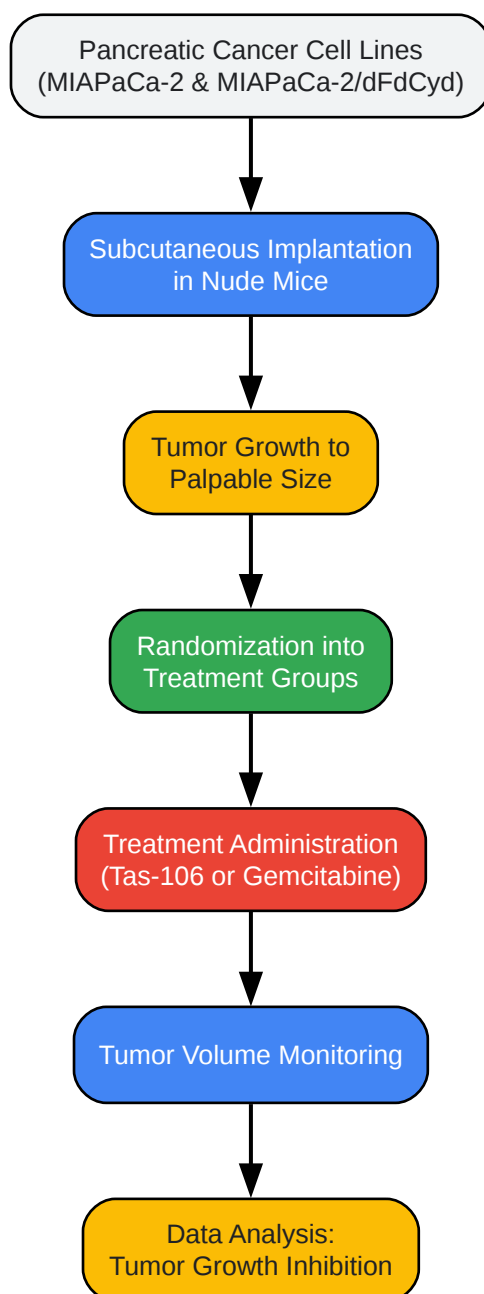 Pancreatic Cancer Cell Lines
(MIAPaCa-2 & MIAPaCa-2/dFdCyd)
Subcutaneous Implantation
in Nude Mice
Tumor Growth to
Palpable Size
Randomization into
Treatment Groups
Treatment Administration
(Tas-106 or Gemcitabine)
Tumor Volume Monitoring
Data Analysis:
Tumor Growth Inhibition